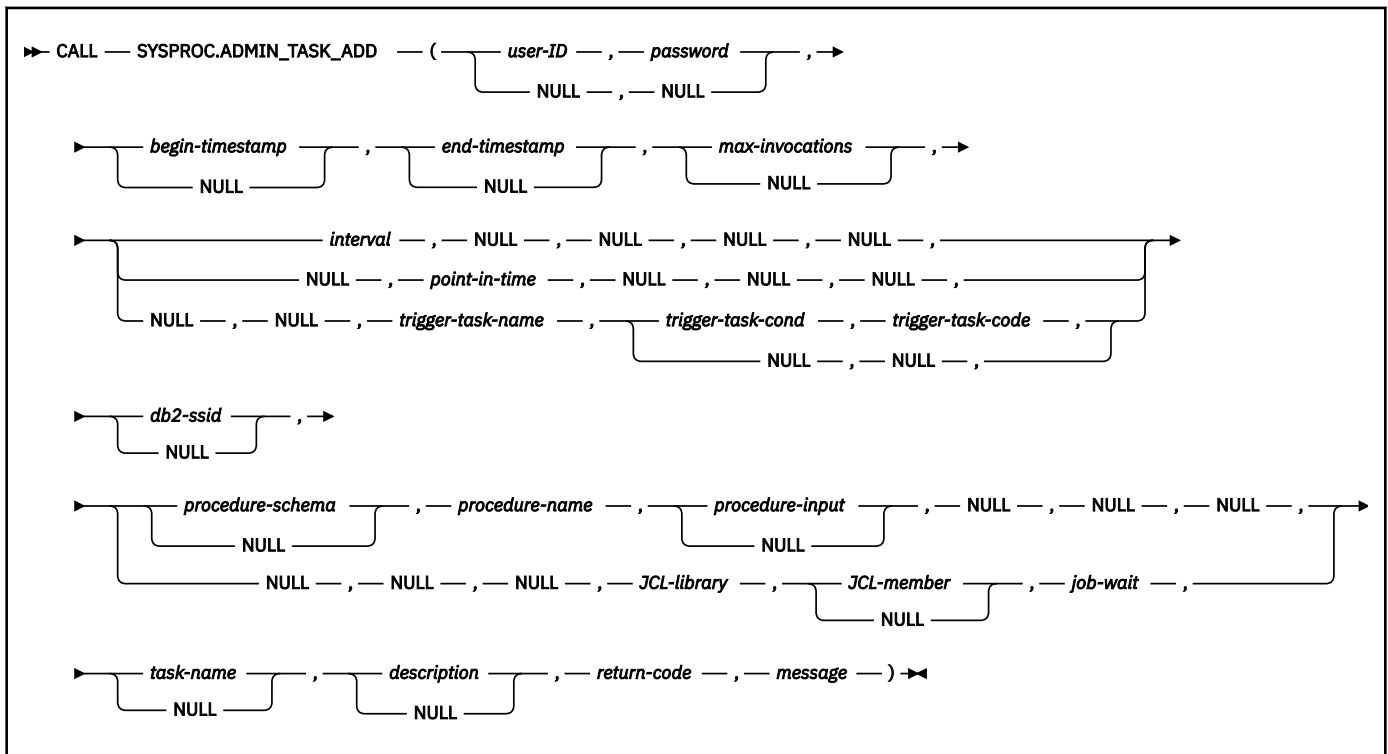 CALL SYSPROC.ADMIN_TASK_ADD ( user-ID , password ,
NULL , NULL
begin-timestamp , end-timestamp , max-invocations ,
NULL NULL NULL
interval , NULL , NULL , NULL , NULL ,
NULL , point-in-time , NULL , NULL , NULL ,
NULL , NULL , trigger-task-name , trigger-task-cond , trigger-task-code ,
NULL , NULL ,
db2-ssid ,
NULL
procedure-schema , procedure-name , procedure-input , NULL , NULL , NULL ,
NULL NULL
NULL , NULL , NULL , JCL-library , JCL-member , job-wait ,
NULL
task-name , description , return-code , message )
NULL NULL